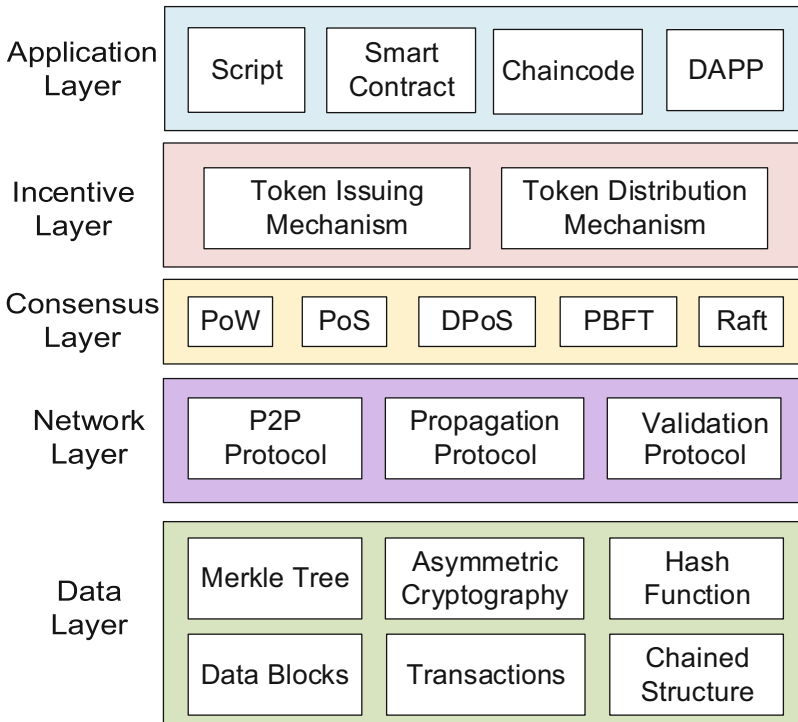 Application
Layer
Script
Smart
Contract
Chaincode
DAPP
Incentive
Layer
Token Issuing
Mechanism
Token Distribution
Mechanism
Consensus
Layer
PoW
PoS
DPoS
PBFT
Raft
Network
Layer
P2P
Protocol
Propagation
Protocol
Validation
Protocol
Data
Layer
Merkle Tree
Asymmetric
Cryptography
Hash
Function
Data Blocks
Transactions
Chained
Structure